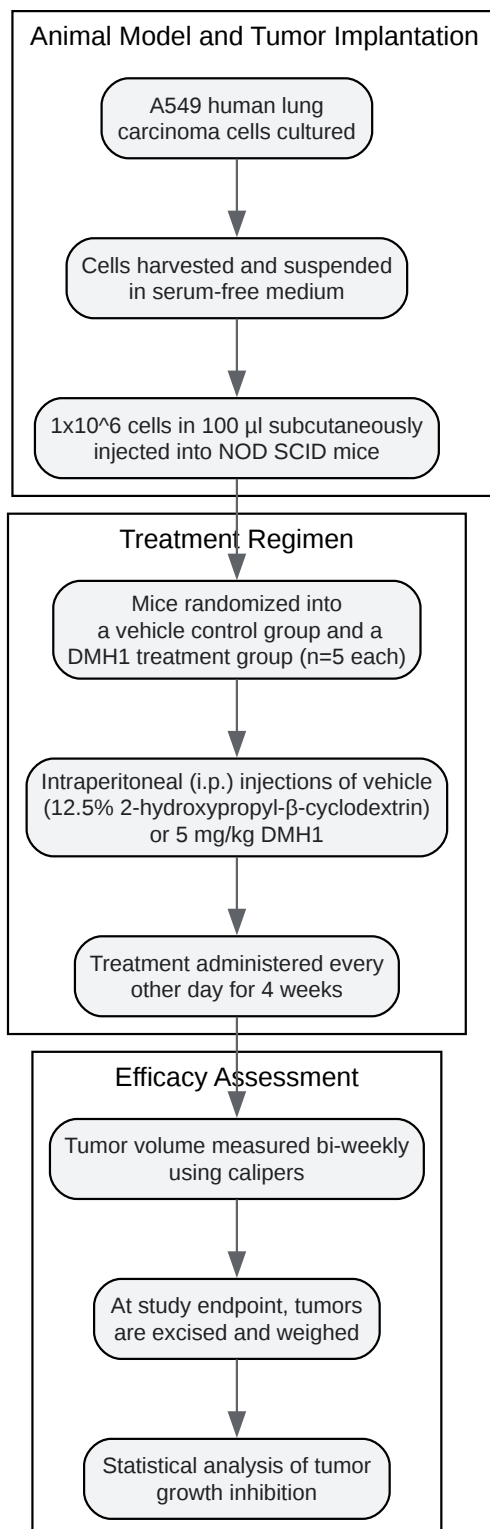 Animal Model and Tumor Implantation
A549 human lung
carcinoma cells cultured
Cells harvested and suspended
in serum-free medium
1x10^6 cells in 100 µl subcutaneously
injected into NOD SCID mice
Treatment Regimen
Mice randomized into
a vehicle control group and a
DMH1 treatment group (n=5 each)
Intraperitoneal (i.p.) injections of vehicle
(12.5% 2-hydroxypropyl-β-cyclodextrin)
or 5 mg/kg DMH1
Treatment administered every
other day for 4 weeks
Efficacy Assessment
Tumor volume measured bi-weekly
using calipers
At study endpoint, tumors
are excised and weighed
Statistical analysis of tumor
growth inhibition